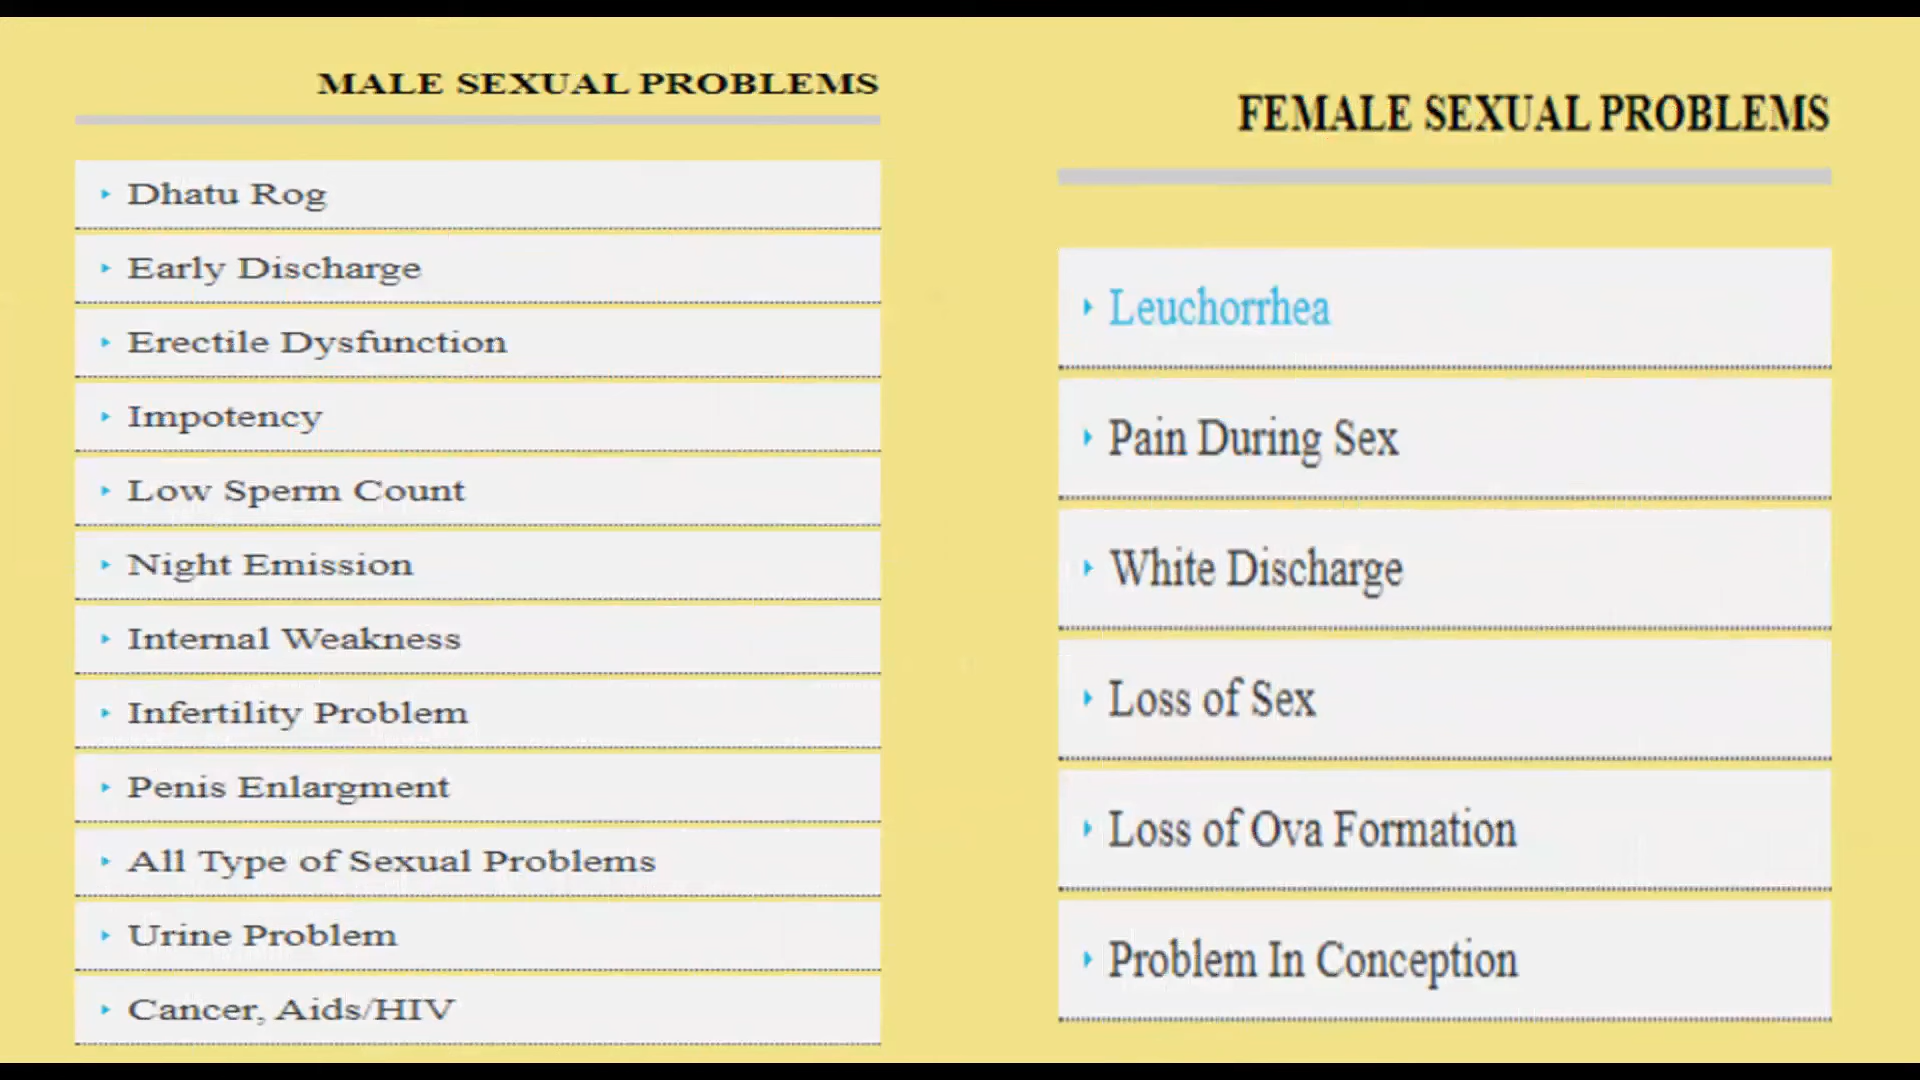 MALE SEXUAL PROBLEMS
Dhatu Rog
Early Discharge
Erectile Dysfunction
Impotency
Low Sperm Count
Night Emission
Internal Weakness
Infertility Problem
Penis Enlargment
All Type of Sexual Problems
Urine Problem
Cancer, Aids/HIV
FEMALE SEXUAL PROBLEMS
Leuchorrhea
Pain During Sex
White Discharge
Loss of Sex
Loss of Ova Formation
Problem In Conception